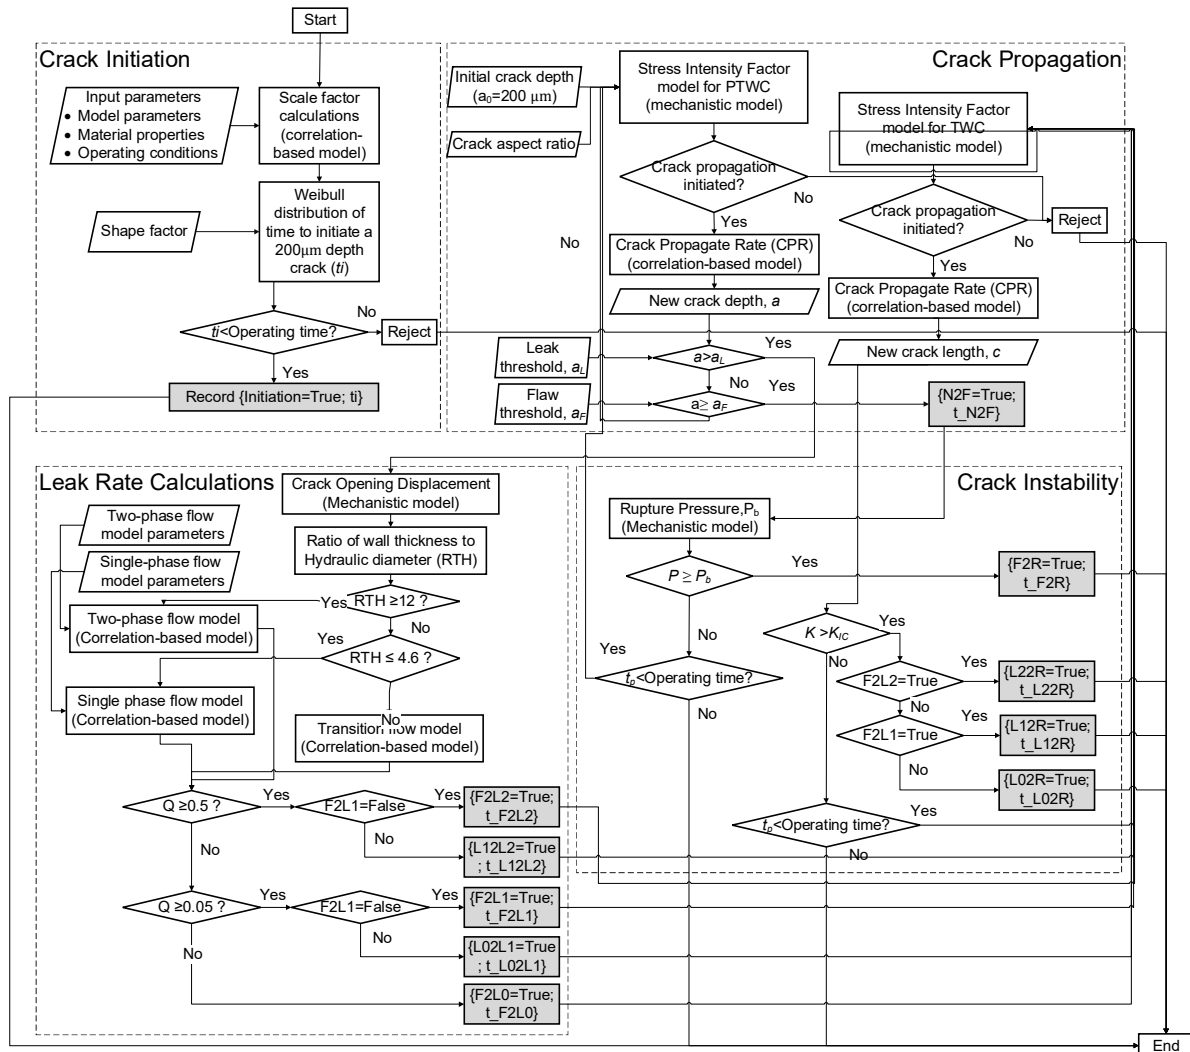 Start
Crack Initiation
Input parameters
• Model parameters
• Material properties
• Operating conditions
Scale factor
calculations
(correlation-
based model)
Shape factor
Weibull
distribution of
time to initiate a
200μm depth
crack (ti)
ti<Operating time?
No
Reject
Yes
Record {Initiation=True; ti}
Crack Propagation
Initial crack depth
(a0=200 μm)
Crack aspect ratio
Stress Intensity Factor
model for PTWC
(mechanistic model)
Crack propagation
initiated?
No
Yes
No
Crack Propagate Rate (CPR)
(correlation-based model)
New crack depth, a
Leak
threshold, aL
a>aL
Yes
No
Flaw
threshold, aF
a≥ aF
Yes
{N2F=True;
t_N2F}
Stress Intensity Factor
model for TWC
(mechanistic model)
Crack propagation
initiated?
No
Reject
Yes
Crack Propagate Rate (CPR)
(correlation-based model)
New crack length, c
Leak Rate Calculations
Two-phase flow
model parameters
Single-phase flow
model parameters
Crack Opening Displacement
(Mechanistic model)
Ratio of wall thickness to
Hydraulic diameter (RTH)
RTH ≥12 ?
Yes
No
Two-phase flow model
(Correlation-based model)
RTH ≤ 4.6 ?
Yes
No
Single phase flow model
(Correlation-based model)
Transition flow model
(Correlation-based model)
Q ≥0.5 ?
Yes
F2L1=False
Yes
{F2L2=True;
t_F2L2}
No
No
{L12L2=True
; t_L12L2}
Q ≥0.05 ?
Yes
F2L1=False
Yes
{F2L1=True;
t_F2L1}
No
No
{L02L1=True
; t_L02L1}
{F2L0=True;
t_F2L0}
Crack Instability
Rupture Pressure,Pb
(Mechanistic model)
P ≥ Pb
Yes
{F2R=True;
t_F2R}
No
Yes
tp<Operating time?
No
K >KIC
Yes
No
F2L2=True
Yes
{L22R=True;
t_L22R}
No
F2L1=True
Yes
{L12R=True;
t_L12R}
No
{L02R=True;
t_L02R}
tp<Operating time?
Yes
No
End